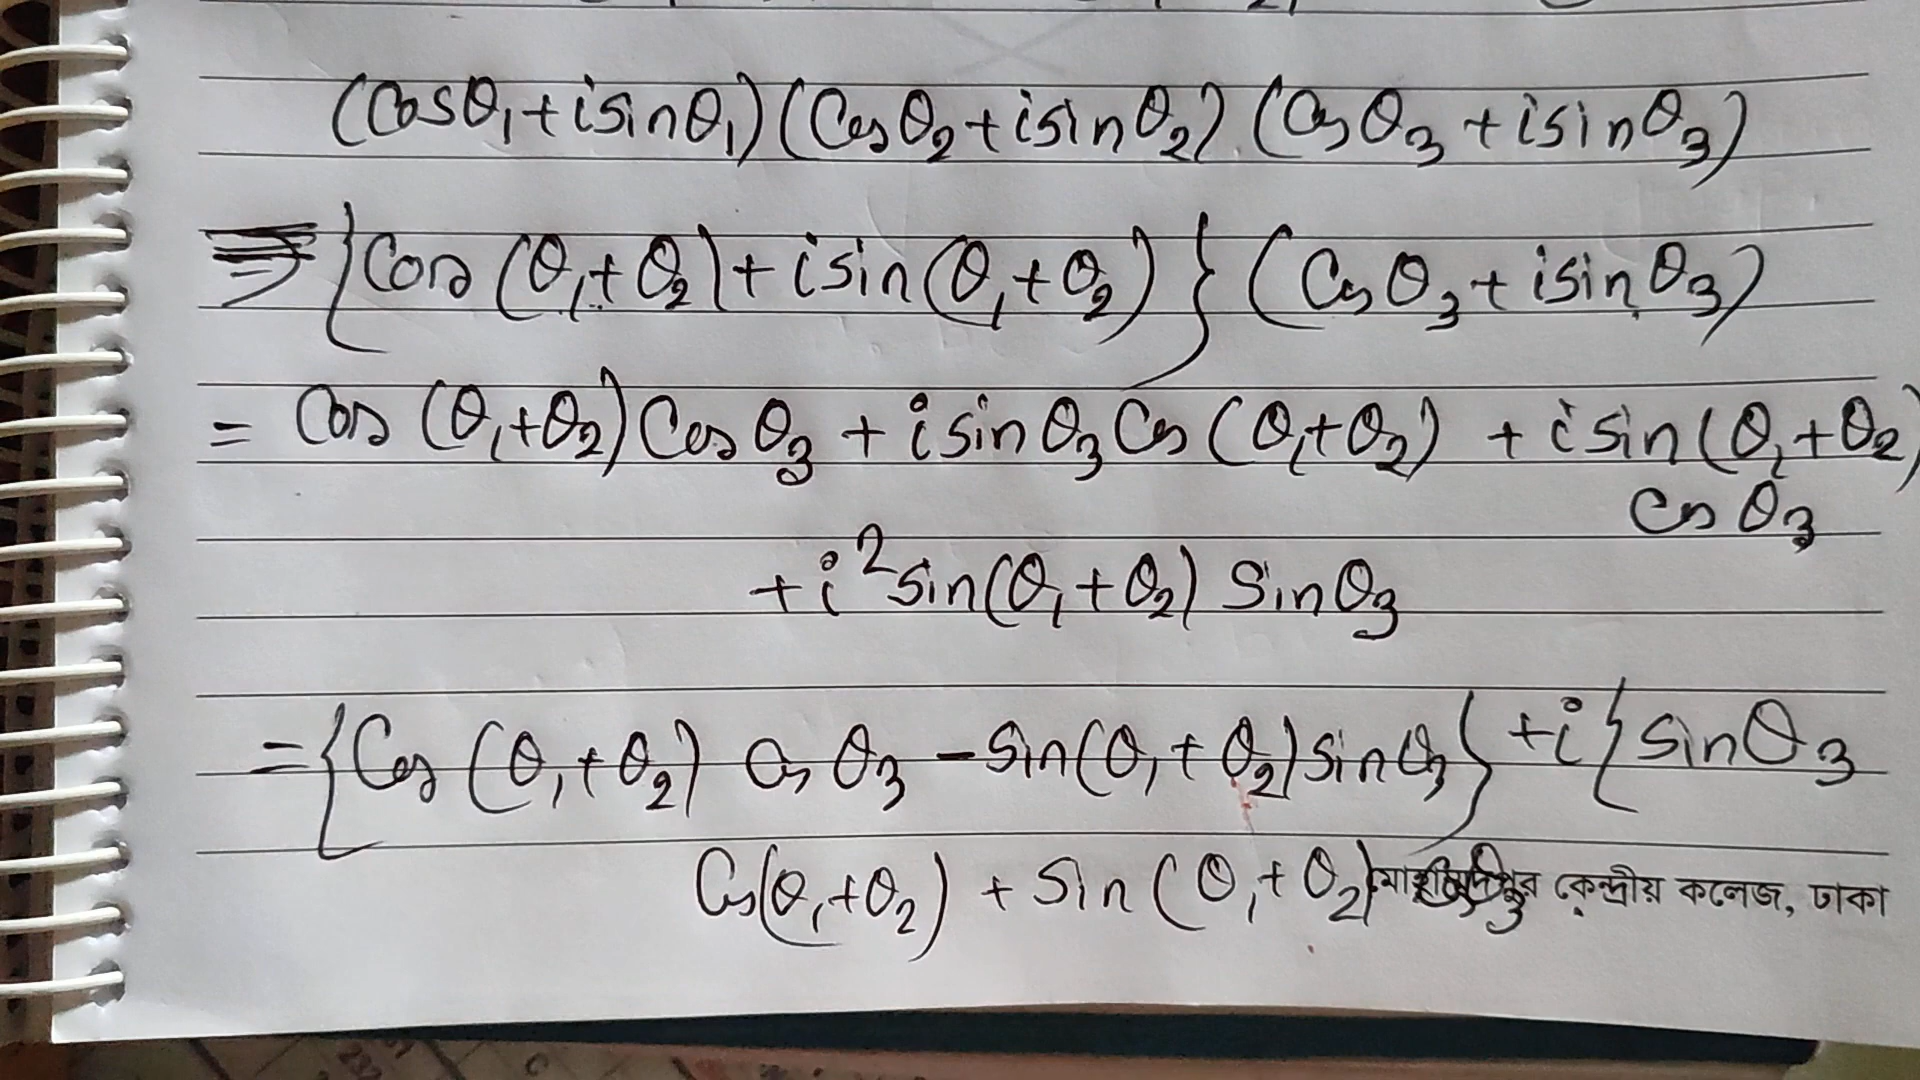 (Cosθ₁+isinθ₁)(Cosθ₂+isinθ₂)(Cosθ₃+isinθ₃)
⇒{Cos(θ₁+θ₂)+isin(θ₁+θ₂)}(Cosθ₃+isinθ₃)
= Cos(θ₁+θ₂)Cosθ₃+isinθ₃Cos(θ₁+θ₂) + isin(θ₁+θ₂)
Cosθ₃
+i²sin(θ₁+θ₂) Sinθ₃
={Cos(θ₁+θ₂) Cosθ₃ – sin(θ₁+θ₂)sinθ₃}+i{sinθ₃
Cos(θ₁+θ₂) + Sin(θ₁+θ₂)
কেন্দ্রীয় কলেজ, ঢাকা